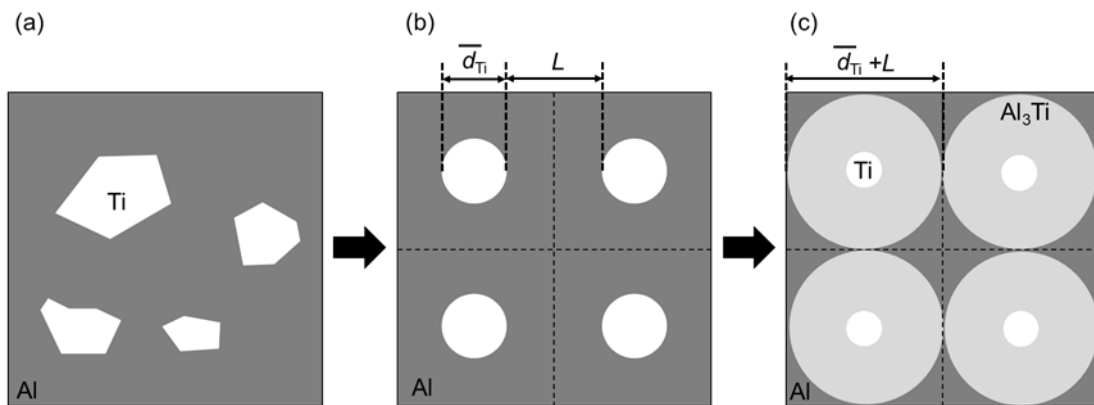 (a)
(b)
(c)
d̅Ti
L
d̅Ti +L
Ti
Al
Al
Al₃Ti
Ti
Al